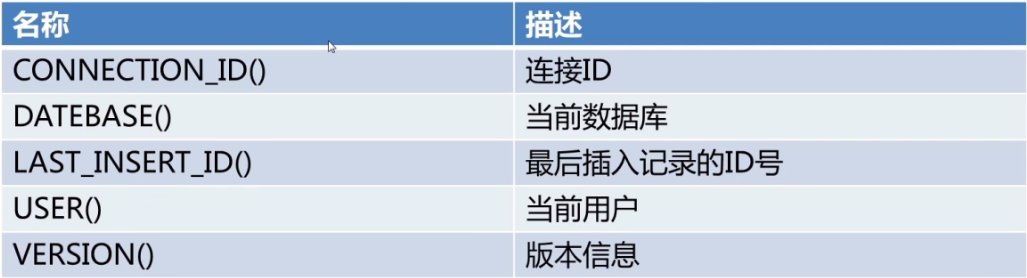 名称 描述
CONNECTION_ID() 连接ID
DATEBASE() 当前数据库
LAST_INSERT_ID() 最后插入记录的ID号
USER() 当前用户
VERSION() 版本信息